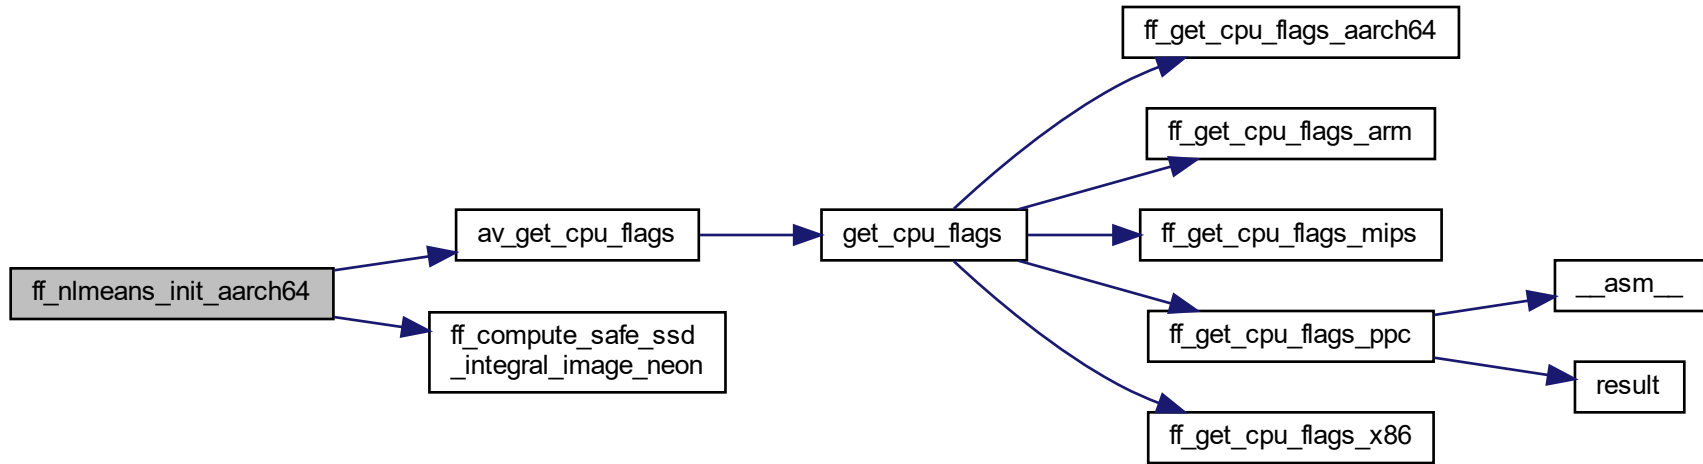 ff_nlmeans_init_aarch64
av_get_cpu_flags
ff_compute_safe_ssd
_integral_image_neon
get_cpu_flags
ff_get_cpu_flags_aarch64
ff_get_cpu_flags_arm
ff_get_cpu_flags_mips
ff_get_cpu_flags_ppc
ff_get_cpu_flags_x86
__asm__
result